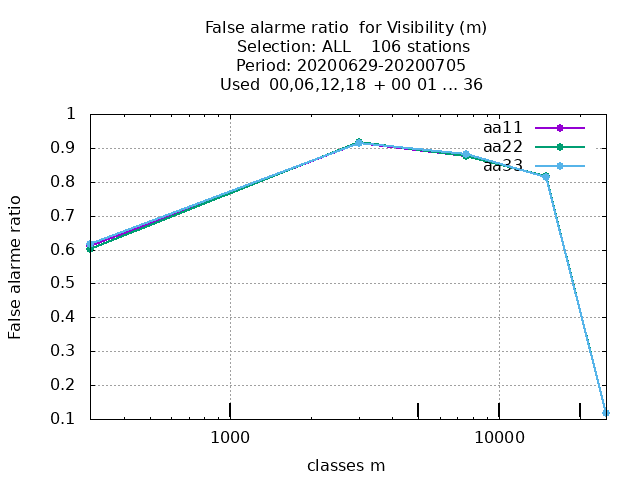 False alarme ratio  for Visibility (m)
Selection: ALL    106 stations
Period: 20200629-20200705
Used  00,06,12,18  + 00 01 ... 36
aa11
aa22
aa33
False alarme ratio
1
0.9
0.8
0.7
0.6
0.5
0.4
0.3
0.2
0.1
1000
10000
classes m